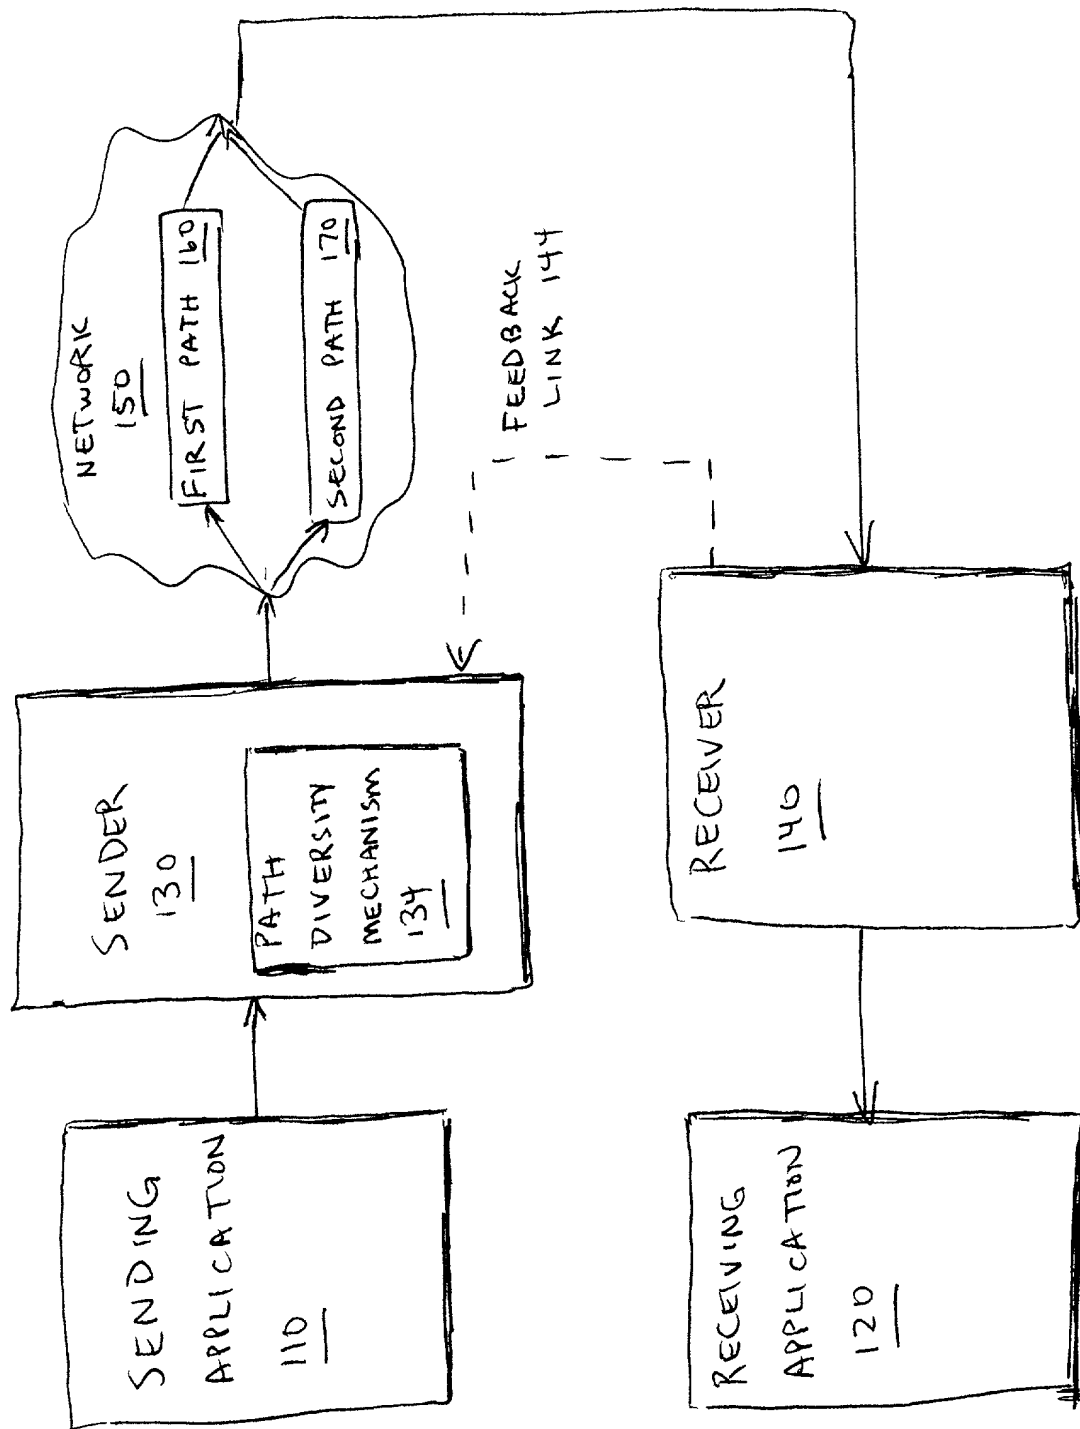 SENDING
APPLICATION
110
SENDER
130
PATH
DIVERSITY
MECHANISM
134
NETWORK
150
FIRST PATH 160
SECOND PATH 170
FEEDBACK
LINK 144
RECEIVING
APPLICATION
120
RECEIVER
140